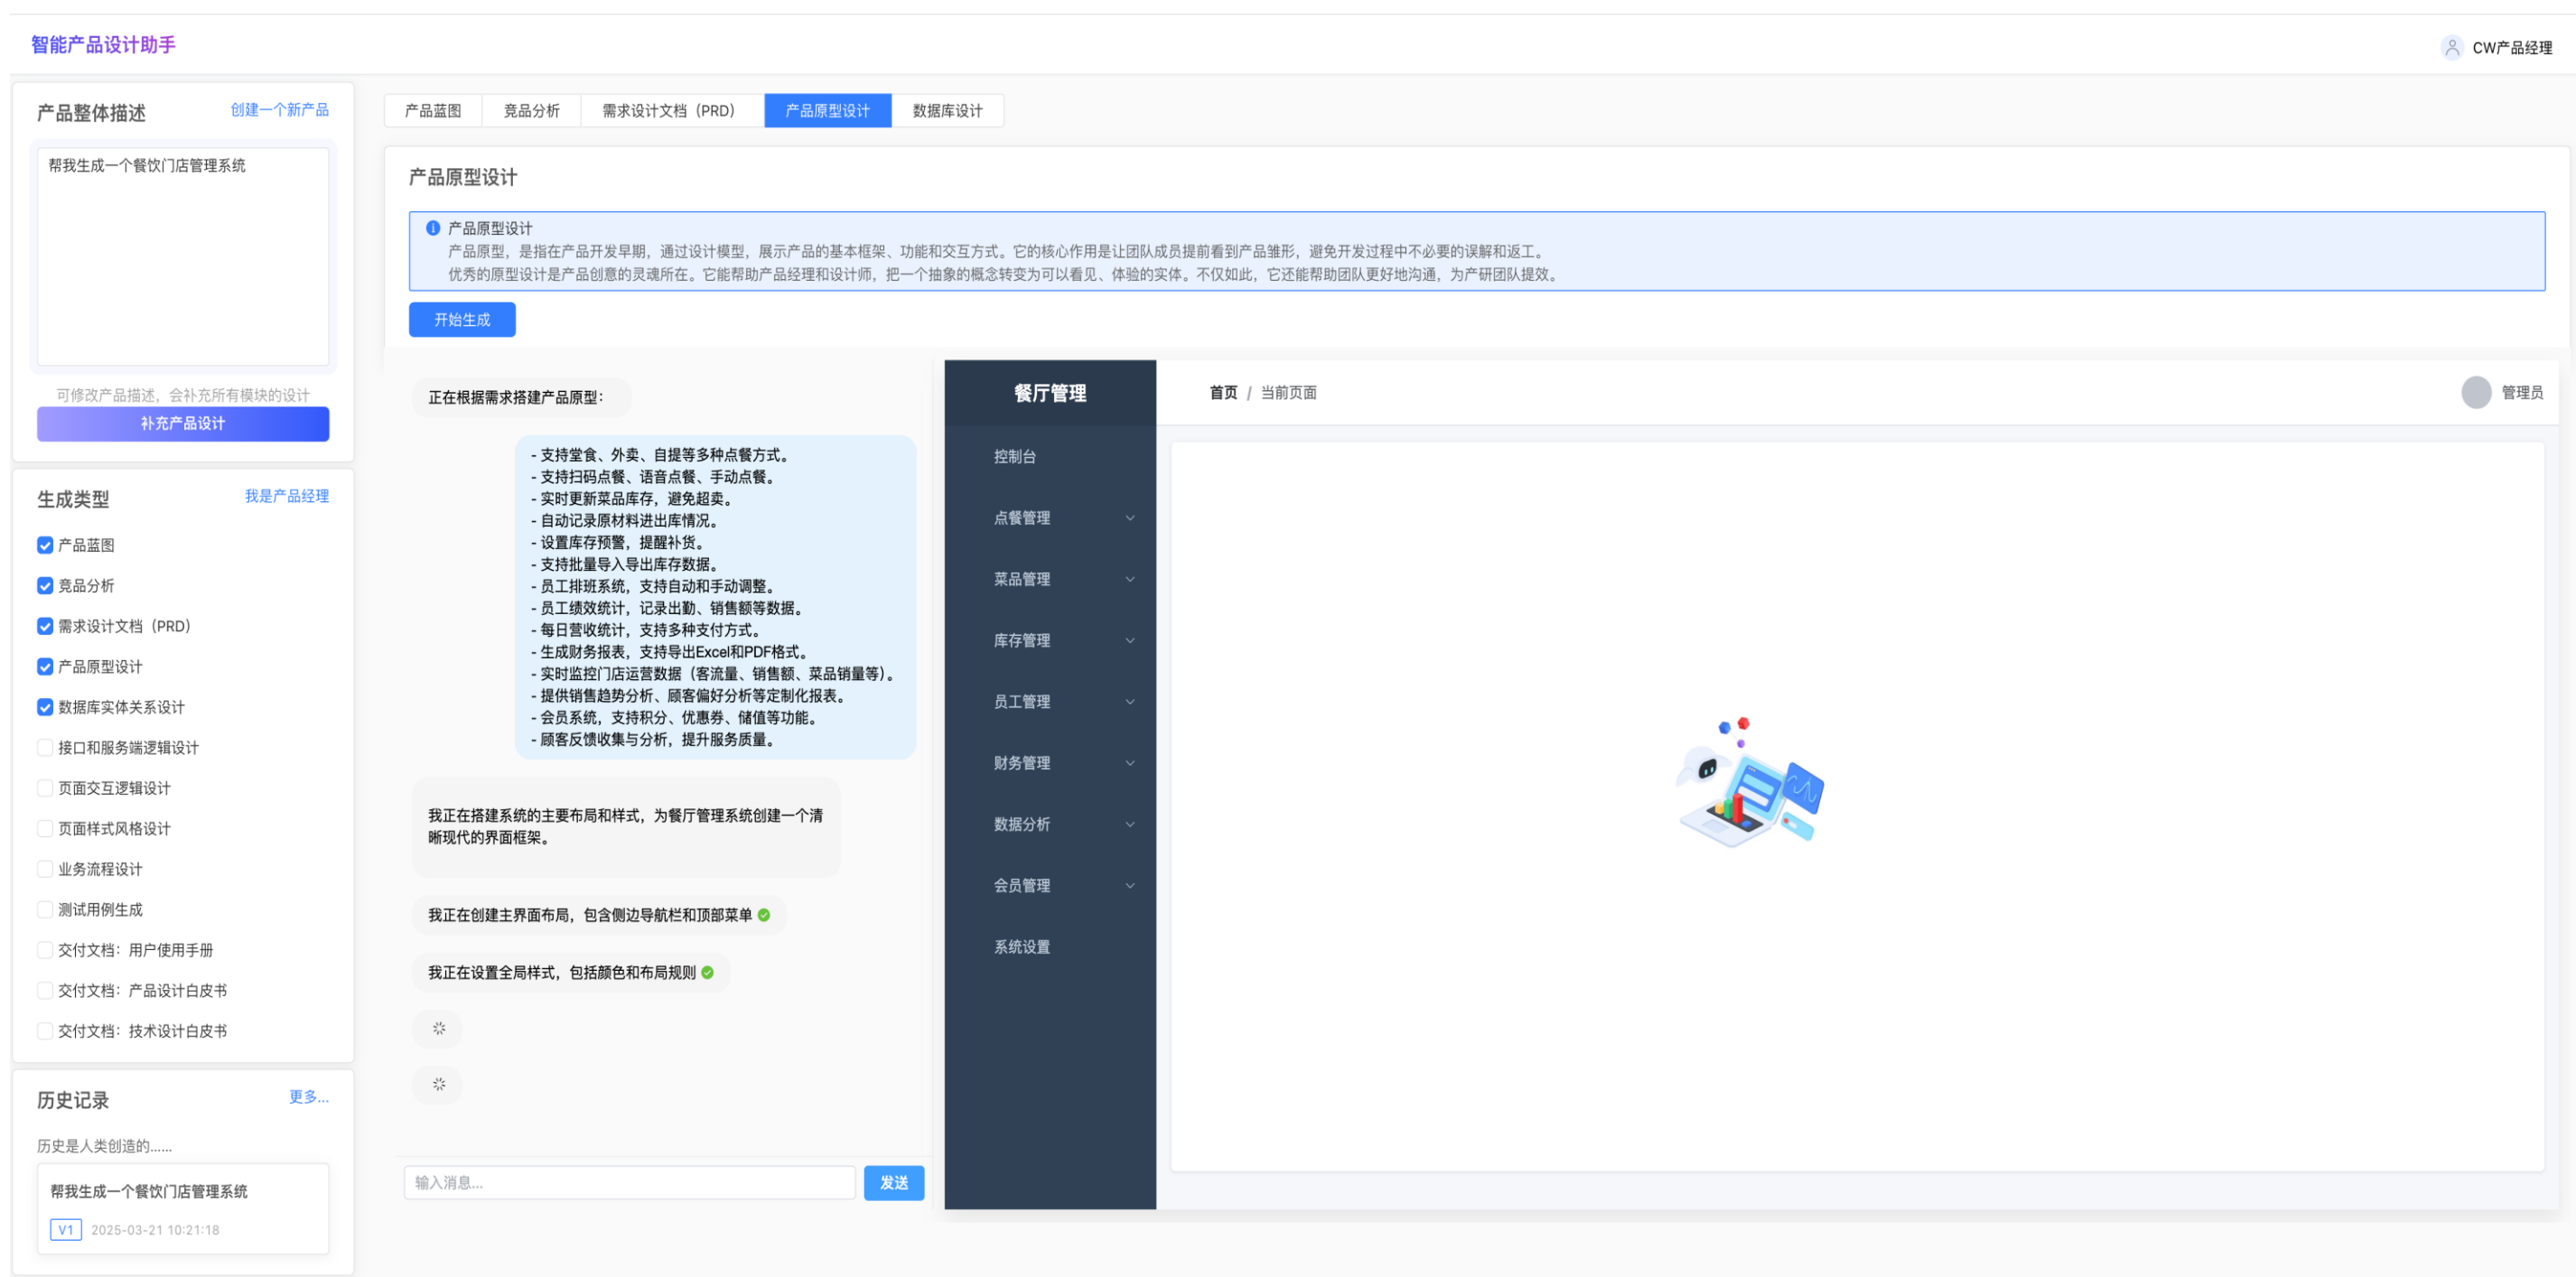 智能产品设计助手
CW产品经理
产品整体描述
创建一个新产品
帮我生成一个餐饮门店管理系统
可修改产品描述，会补充所有模块的设计
补充产品设计
生成类型
我是产品经理
产品蓝图
竞品分析
需求设计文档（PRD）
产品原型设计
数据库实体关系设计
接口和服务端逻辑设计
页面交互逻辑设计
页面样式风格设计
业务流程设计
测试用例生成
交付文档：用户使用手册
交付文档：产品设计白皮书
交付文档：技术设计白皮书
历史记录
更多...
历史是人类创造的......
帮我生成一个餐饮门店管理系统
V1 2025-03-21 10:21:18
产品蓝图
竞品分析
需求设计文档（PRD）
产品原型设计
数据库设计
产品原型设计
产品原型设计
产品原型，是指在产品开发早期，通过设计模型，展示产品的基本框架、功能和交互方式。它的核心作用是让团队成员提前看到产品雏形，避免开发过程中不必要的误解和返工。
优秀的原型设计是产品创意的灵魂所在。它能帮助产品经理和设计师，把一个抽象的概念转变为可以看见、体验的实体。不仅如此，它还能帮助团队更好地沟通，为产研团队提效。
开始生成
正在根据需求搭建产品原型：
- 支持堂食、外卖、自提等多种点餐方式。
- 支持扫码点餐、语音点餐、手动点餐。
- 实时更新菜品库存，避免超卖。
- 自动记录原材料进出库情况。
- 设置库存预警，提醒补货。
- 支持批量导入导出库存数据。
- 员工排班系统，支持自动和手动调整。
- 员工绩效统计，记录出勤、销售额等数据。
- 每日营收统计，支持多种支付方式。
- 生成财务报表，支持导出Excel和PDF格式。
- 实时监控门店运营数据（客流量、销售额、菜品销量等）。
- 提供销售趋势分析、顾客偏好分析等定制化报表。
- 会员系统，支持积分、优惠券、储值等功能。
- 顾客反馈收集与分析，提升服务质量。
我正在搭建系统的主要布局和样式，为餐厅管理系统创建一个清
晰现代的界面框架。
我正在创建主界面布局，包含侧边导航栏和顶部菜单
我正在设置全局样式，包括颜色和布局规则
输入消息...
发送
餐厅管理
控制台
点餐管理
菜品管理
库存管理
员工管理
财务管理
数据分析
会员管理
系统设置
首页 / 当前页面
管理员